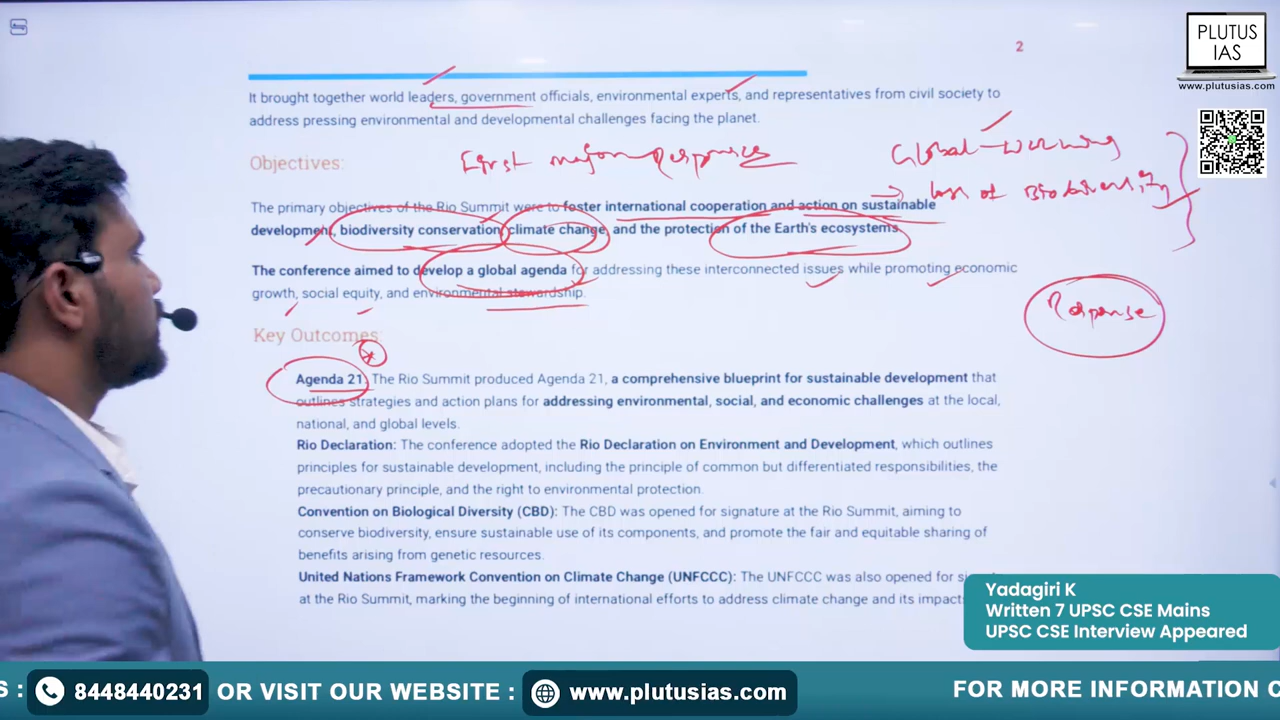 2
PLUTUS
IAS
www.plutusias.com
It brought together world leaders, government officials, environmental experts, and representatives from civil society to
address pressing environmental and developmental challenges facing the planet.
Objectives:
First major Response
Global-warming
→ loss of Biodiversity
The primary objectives of the Rio Summit were to foster international cooperation and action on sustainable
development, biodiversity conservation, climate change, and the protection of the Earth's ecosystems.
The conference aimed to develop a global agenda for addressing these interconnected issues while promoting economic
growth, social equity, and environmental stewardship.
Response
Key Outcomes:
Agenda 21: The Rio Summit produced Agenda 21, a comprehensive blueprint for sustainable development that
outlines strategies and action plans for addressing environmental, social, and economic challenges at the local,
national, and global levels.
Rio Declaration: The conference adopted the Rio Declaration on Environment and Development, which outlines
principles for sustainable development, including the principle of common but differentiated responsibilities, the
precautionary principle, and the right to environmental protection.
Convention on Biological Diversity (CBD): The CBD was opened for signature at the Rio Summit, aiming to
conserve biodiversity, ensure sustainable use of its components, and promote the fair and equitable sharing of
benefits arising from genetic resources.
United Nations Framework Convention on Climate Change (UNFCCC): The UNFCCC was also opened for
at the Rio Summit, marking the beginning of international efforts to address climate change and its impacts
Yadagiri K
Written 7 UPSC CSE Mains
UPSC CSE Interview Appeared
S : 8448440231 OR VISIT OUR WEBSITE : www.plutusias.com FOR MORE INFORMATION C